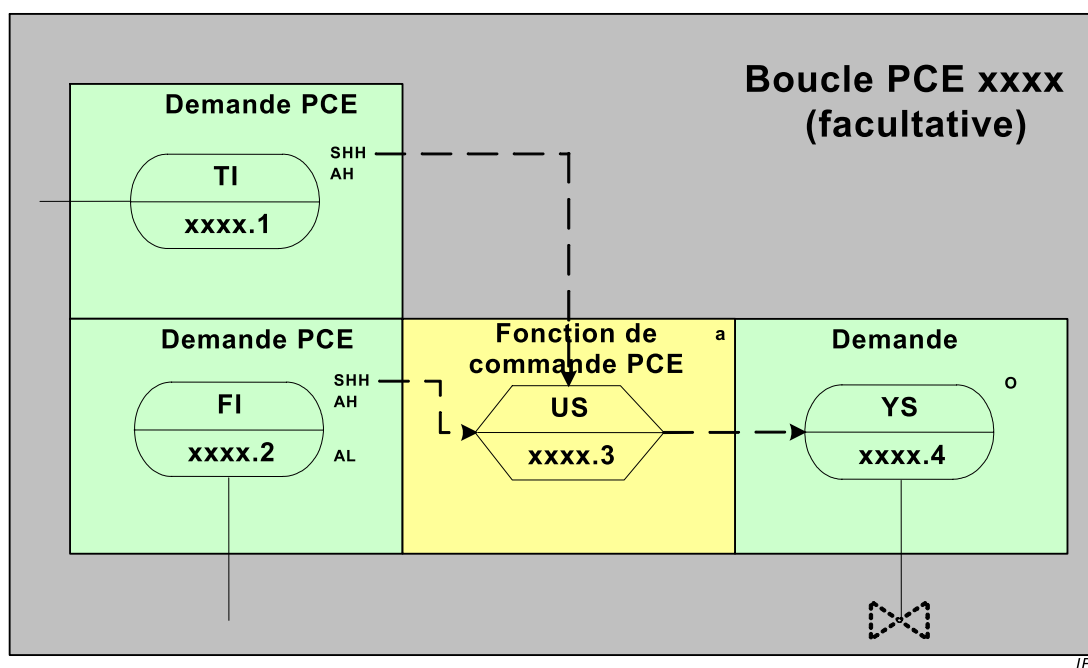 Boucle PCE xxxx
(facultative)
Demande PCE
SHH
AH
TI
xxxx.1
Demande PCE
SHH
AH
FI
xxxx.2
AL
Fonction de
commande PCE
a
US
xxxx.3
Demande
O
YS
xxxx.4